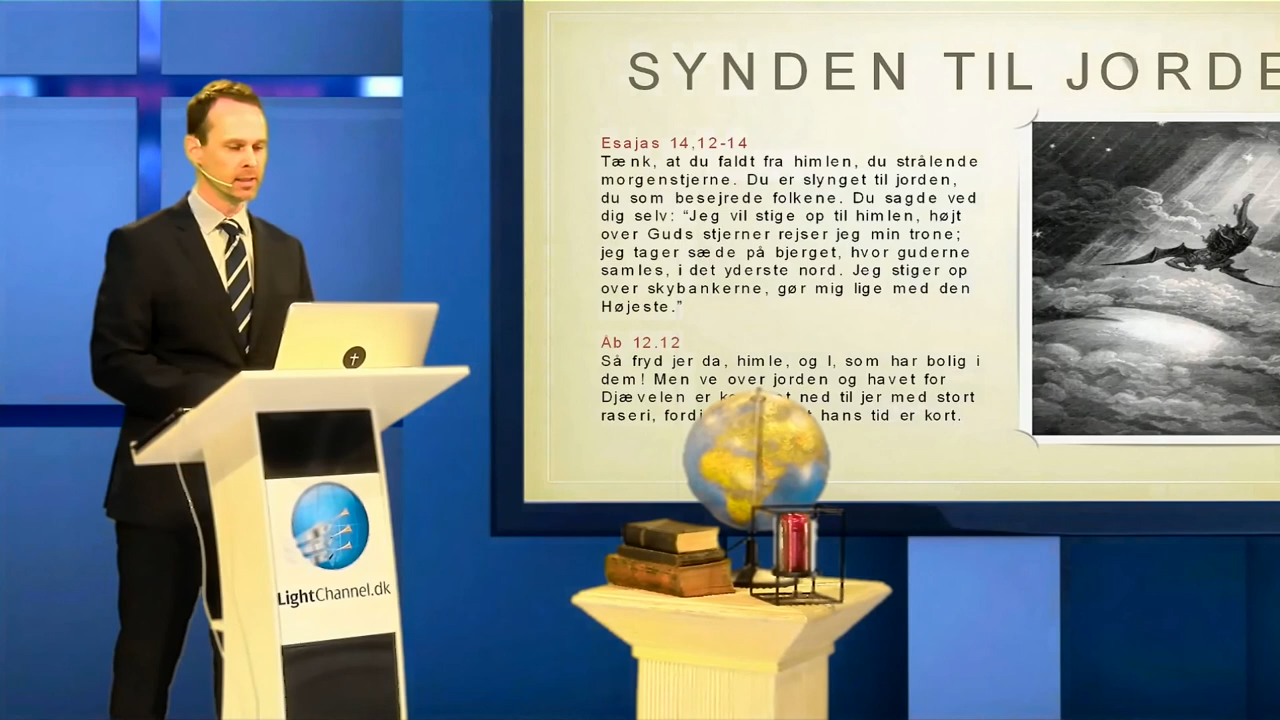 SYNDEN TIL JORDE
Esajas 14,12-14
Tænk, at du faldt fra himlen, du strålende
morgenstjerne. Du er slynget til jorden,
du som besejrede folkene. Du sagde ved
dig selv: “Jeg vil stige op til himlen, højt
over Guds stjerner rejser jeg min trone;
jeg tager sæde på bjerget, hvor guderne
samles, i det yderste nord. Jeg stiger op
over skybankerne, gør mig lige med den
Højeste.”
Åb 12.12
Så fryd jer da, himle, og I, som har bolig i
dem! Men ve over jorden og havet for
Djævelen er ned til jer med stort
raseri, hans tid er kort.
LightChannel.dk